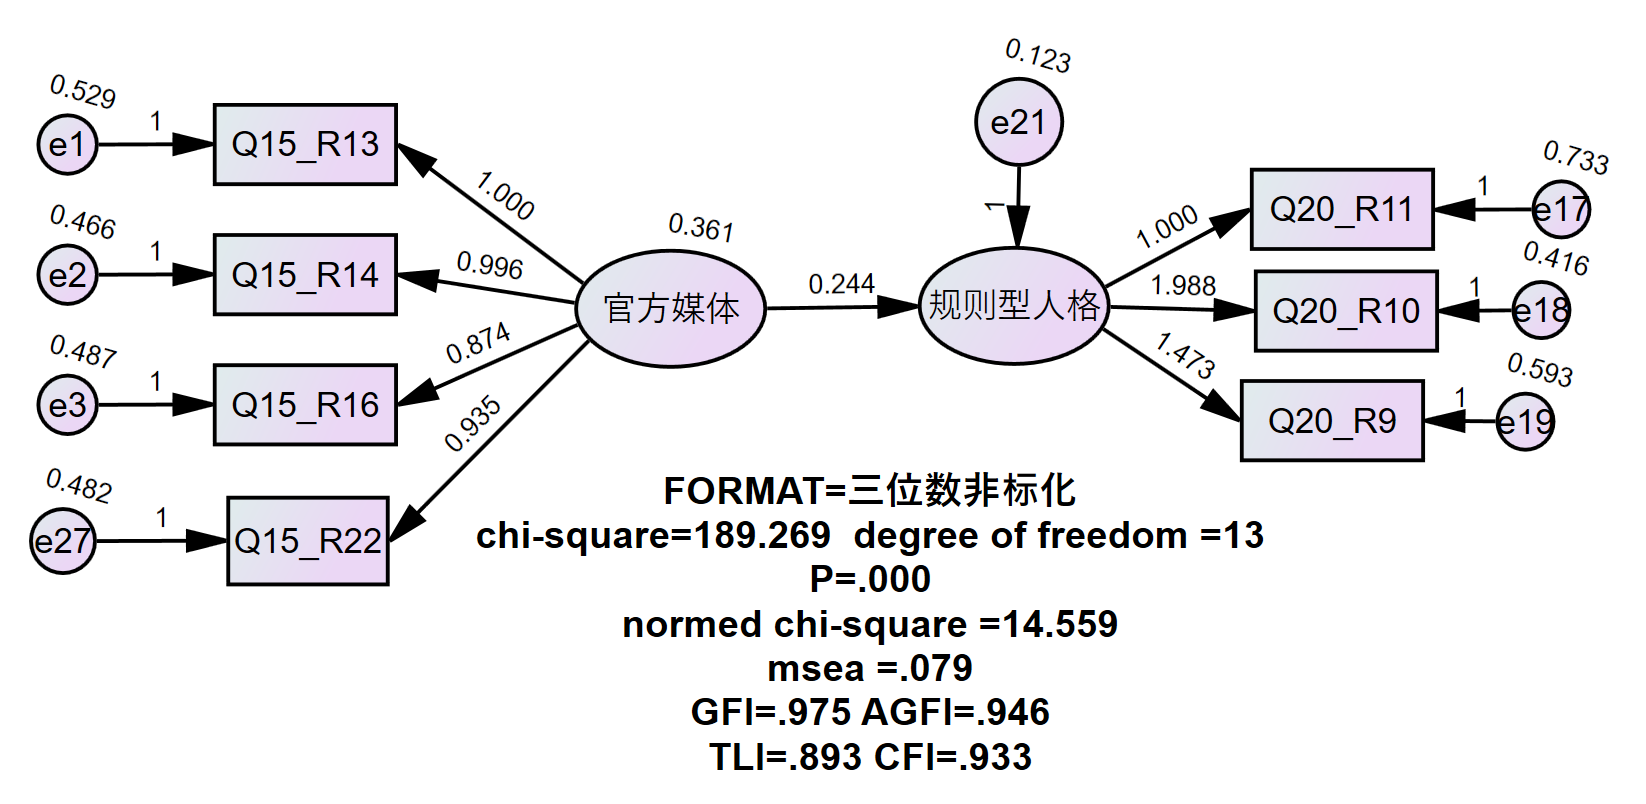 0.123
e21
1
0.529
e1
1
Q15_R13
0.466
e2
1
Q15_R14
0.487
e3
1
Q15_R16
0.482
e27
1
Q15_R22
1.000
0.996
0.874
0.935
0.361
官方媒体
0.244
规则型人格
1.000
1.988
1.473
Q20_R11
1
0.733
e17
Q20_R10
1
0.416
e18
Q20_R9
1
0.593
e19
FORMAT=三位数非标化
chi-square=189.269 degree of freedom =13
P=.000
normed chi-square =14.559
msea =.079
GFI=.975 AGFI=.946
TLI=.893 CFI=.933